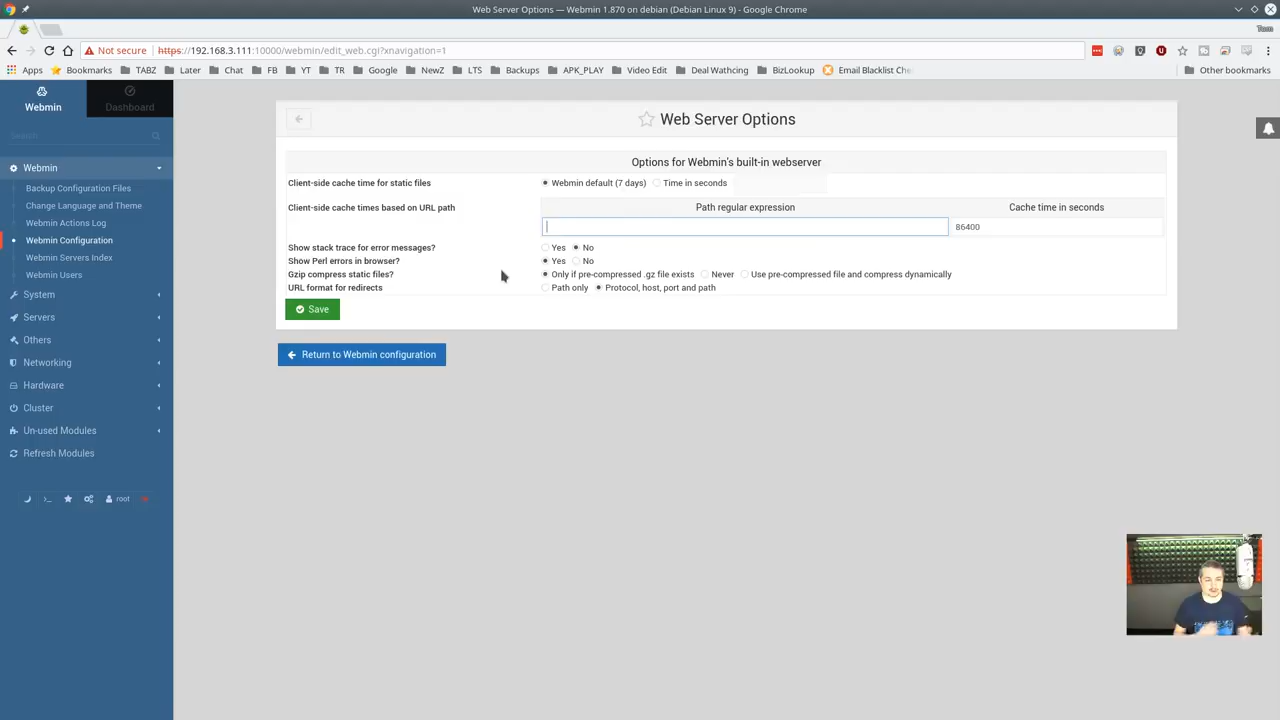 Web Server Options — Webmin 1.870 on debian (Debian Linux 9) - Google Chrome
Tom
Not secure https://192.168.3.111:10000/webmin/edit_web.cgi?xnavigation=1
Apps Bookmarks TABZ Later Chat FB YT TR Google NewZ LTS Backups APK_PLAY Video Edit Deal Wathcing BizLookup Email Blacklist Che Other bookmarks
Webmin Dashboard
Search
Webmin
Backup Configuration Files
Change Language and Theme
Webmin Actions Log
Webmin Configuration
Webmin Servers Index
Webmin Users
System
Servers
Others
Networking
Hardware
Cluster
Un-used Modules
Refresh Modules
root
Web Server Options
Options for Webmin's built-in webserver
Client-side cache time for static files Webmin default (7 days) Time in seconds
Client-side cache times based on URL path Path regular expression Cache time in seconds
86400
Show stack trace for error messages? Yes No
Show Perl errors in browser? Yes No
Gzip compress static files? Only if pre-compressed .gz file exists Never Use pre-compressed file and compress dynamically
URL format for redirects Path only Protocol, host, port and path
Save
Return to Webmin configuration